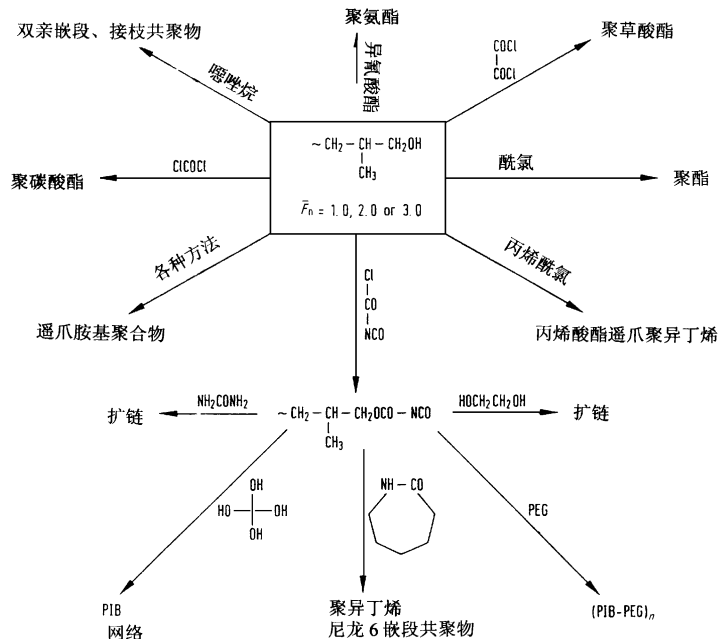 聚氨酯
双亲嵌段、接枝共聚物
聚草酸酯
异氰酸酯
COCl
COCl
噁唑烷
~CH₂-CH-CH₂OH
CH₃
F̄ₙ = 1.0, 2.0 or 3.0
ClCOCl
聚碳酸酯
酰氯
聚酯
各种方法
丙烯酰氯
遥爪胺基聚合物
丙烯酸酯遥爪聚异丁烯
Cl
CO
NCO
扩链
NH₂CONH₂
~CH₂-CH-CH₂OCO-NCO
CH₃
HOCH₂CH₂OH
扩链
OH
HO OH
OH
NH-CO
PEG
PIB
网络
聚异丁烯
尼龙6嵌段共聚物
(PIB-PEG)ₙ